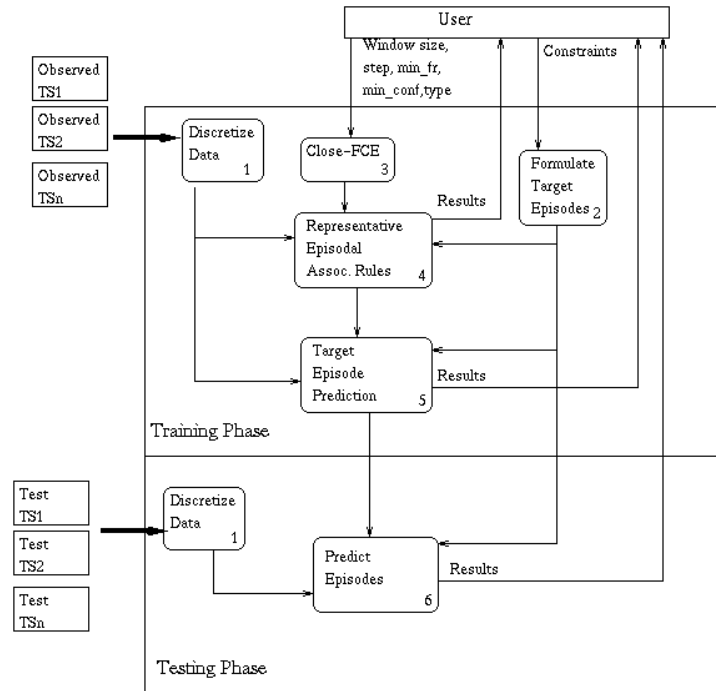 User
Window size,
step, min_fr,
min_conf,type
Constraints
Observed
TS1
Observed
TS2
Observed
TSn
Discretize
Data
1
Close-FCE
3
Formulate
Target
Episodes 2
Results
Representative
Episodal
Assoc. Rules
4
Target
Episode
Prediction
5
Results
Training Phase
Test
TS1
Test
TS2
Test
TSn
Discretize
Data
1
Predict
Episodes
6
Results
Testing Phase